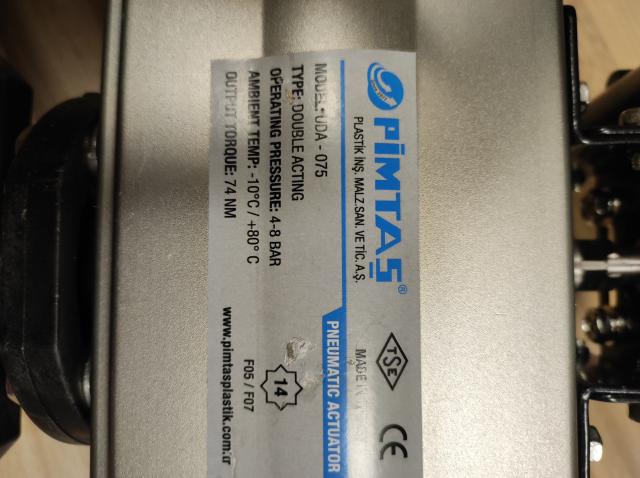 PİMTAŞ®
PLASTİK İNŞ. MALZ.SAN. VE TİC. A.Ş.
TSE
CE
MADE IN
PNEUMATIC ACTUATOR
MODEL: UDA - 075
TYPE: DOUBLE ACTING
OPERATING PRESSURE: 4-8 BAR
AMBIENT TEMP: -10°C / +80° C
OUTPUT TORQUE: 74 NM
14
F05 / F07
www.pimtasplastik.com.tr